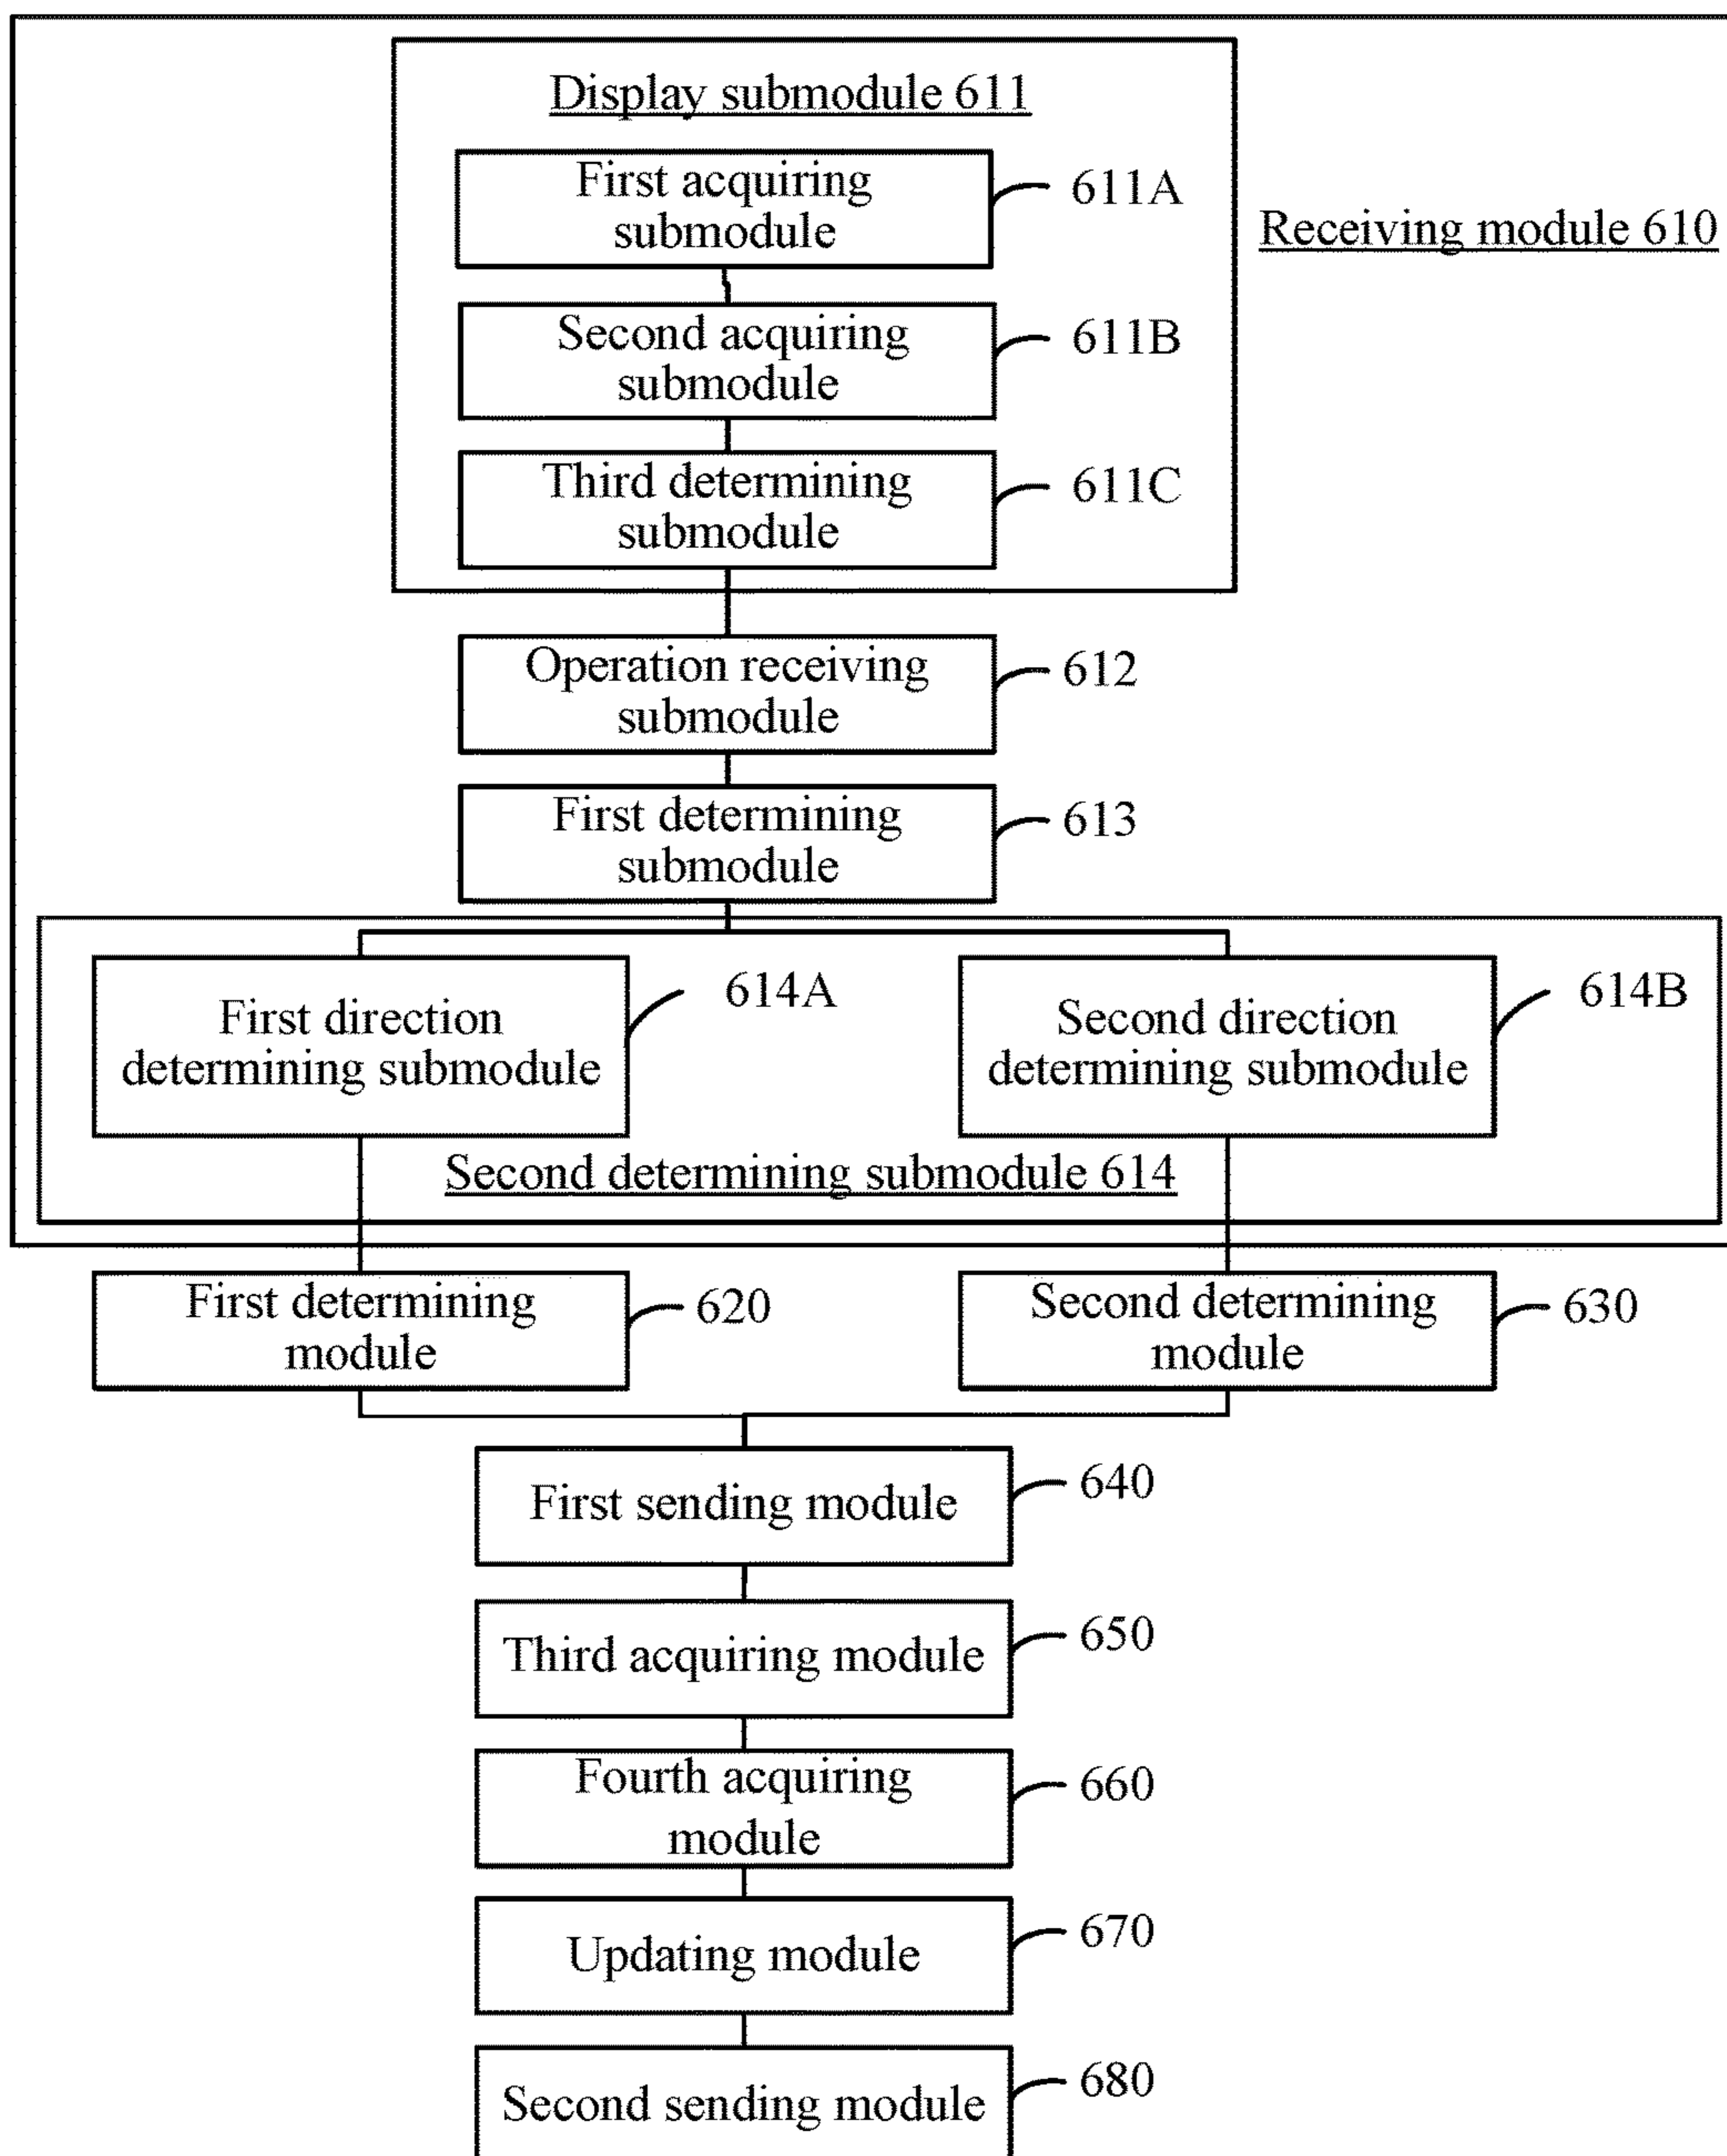 Display submodule 611
First acquiring
submodule
611A
Receiving module 610
Second acquiring
submodule
611B
Third determining
submodule
611C
Operation receiving
submodule
612
First determining
submodule
613
First direction
determining submodule
614A
Second direction
determining submodule
614B
Second determining submodule 614
First determining
module
620
Second determining
module
630
First sending module
640
Third acquiring module
650
Fourth acquiring
module
660
Updating module
670
Second sending module
680